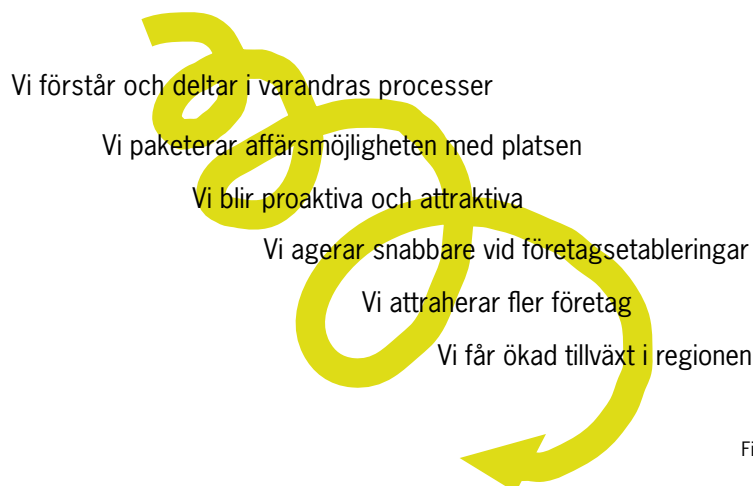 Vi förstår och deltar i varandras processer
Vi paketerar affärsmöjligheten med platsen
Vi blir proaktiva och attraktiva
Vi agerar snabbare vid företagsetableringar
Vi attraherar fler företag
Vi får ökad tillväxt i regionen